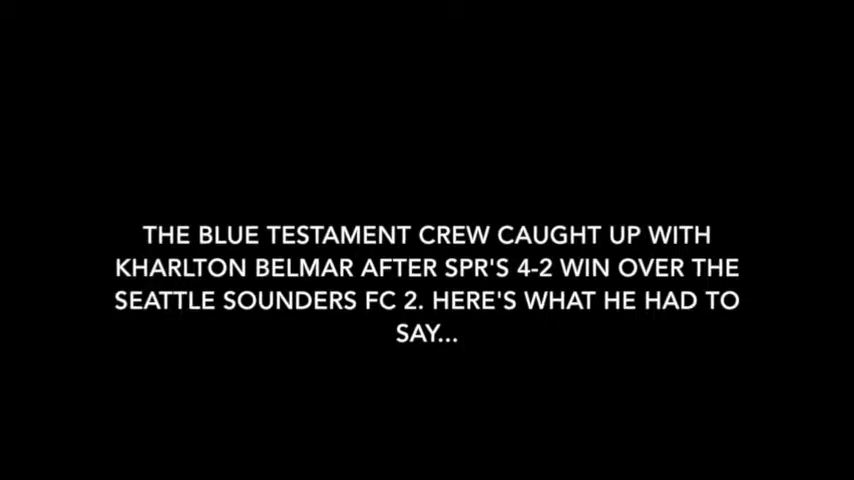 THE BLUE TESTAMENT CREW CAUGHT UP WITH
KHARLTON BELMAR AFTER SPR'S 4-2 WIN OVER THE
SEATTLE SOUNDERS FC 2. HERE'S WHAT HE HAD TO
SAY...